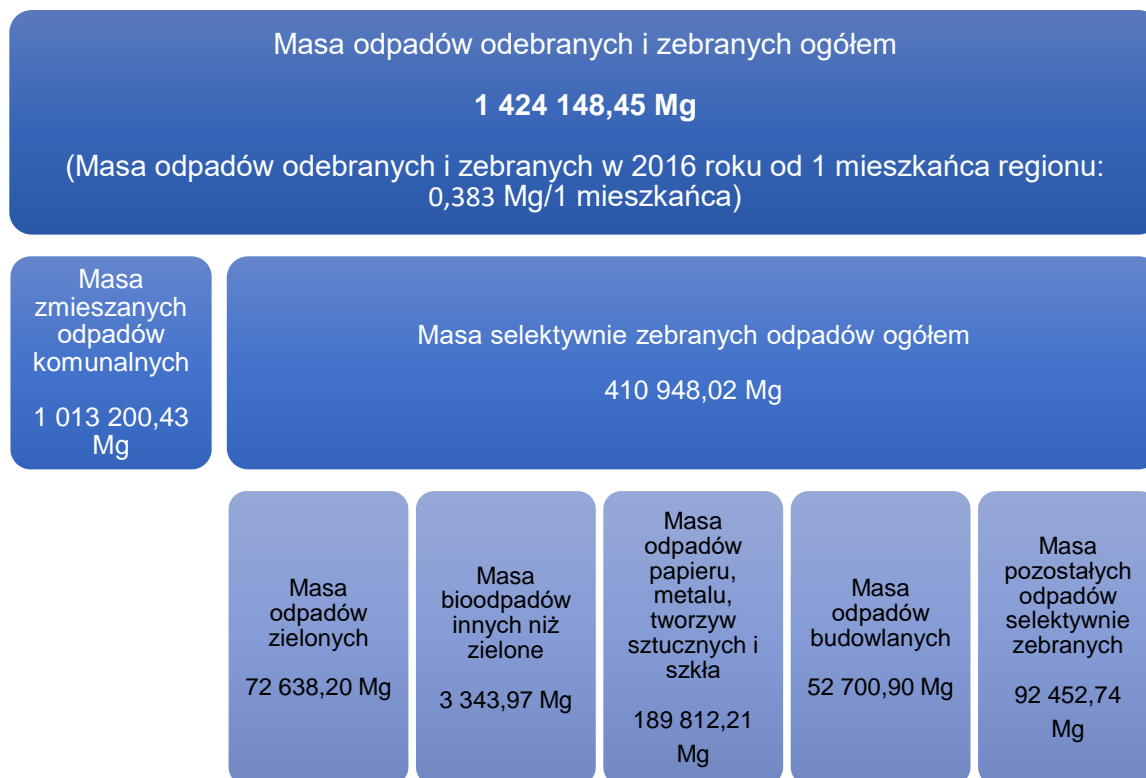 Masa odpadów odebranych i zebranych ogółem
1 424 148,45 Mg
(Masa odpadów odebranych i zebranych w 2016 roku od 1 mieszkańca regionu:
0,383 Mg/1 mieszkańca)
Masa
zmieszanych
odpadów
komunalnych
1 013 200,43
Mg
Masa selektywnie zebranych odpadów ogółem
410 948,02 Mg
Masa
odpadów
zielonych
72 638,20 Mg
Masa
bioodpadów
innych niż
zielone
3 343,97 Mg
Masa
odpadów
papieru,
metalu,
tworzyw
sztucznych i
szkła
189 812,21
Mg
Masa
odpadów
budowlanych
52 700,90 Mg
Masa
pozostałych
odpadów
selektywnie
zebranych
92 452,74
Mg